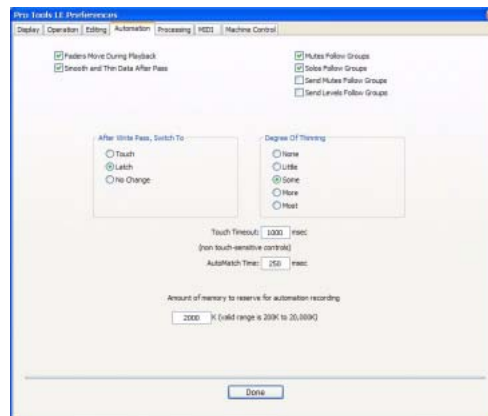 Pro Tools LE Preferences
Display Operation Editing Automation Processing MIDI Machine Control
Faders Move During Playback
Smooth and Thin Data After Pass
Mutes Follow Groups
Solos Follow Groups
Send Mutes Follow Groups
Send Levels Follow Groups
After Write Pass, Switch To
Touch
Latch
No Change
Degree Of Thinning
None
Little
Some
More
Most
Touch Timeout: 1000 msec
(non touch-sensitive controls)
AutoMatch Time: 250 msec
Amount of memory to reserve for automation recording
2000 K (valid range is 200K to 20,000K)
Done